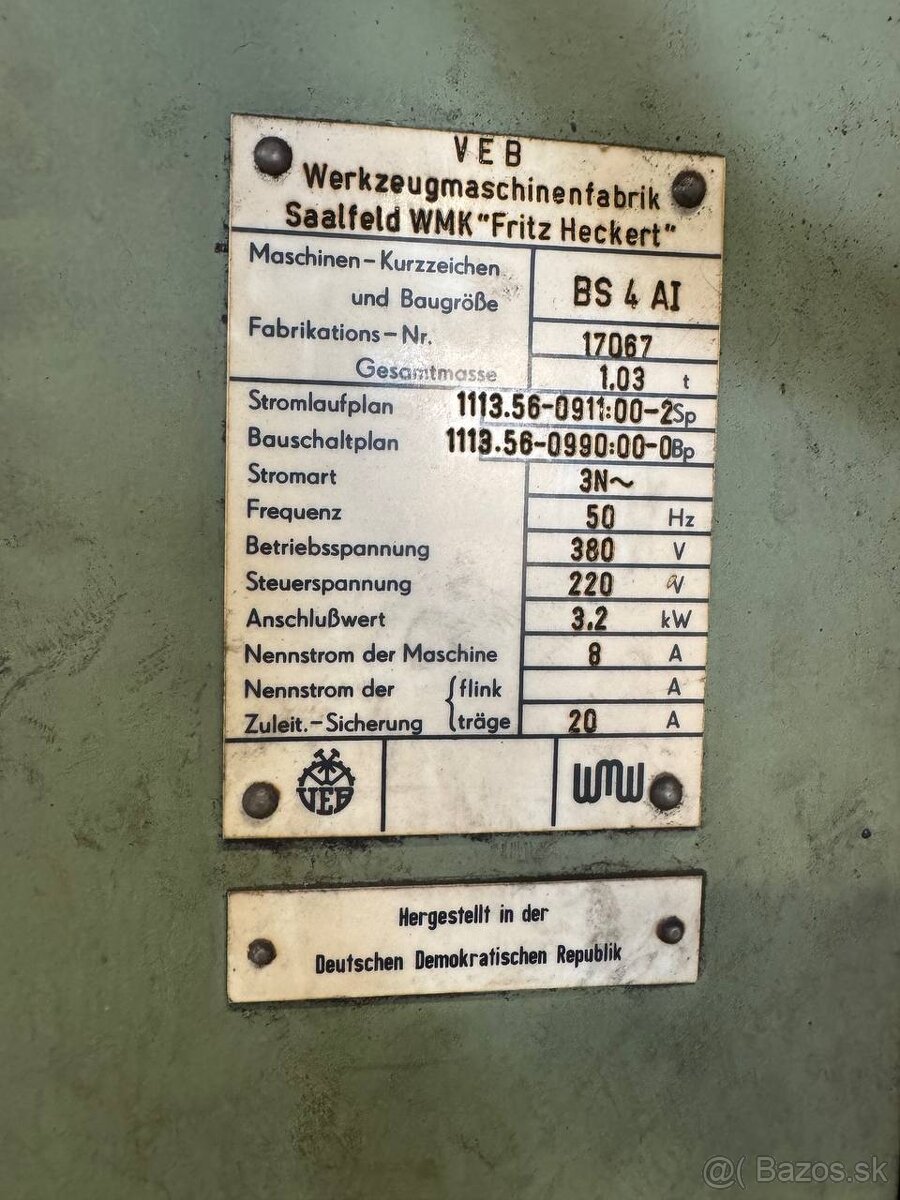 VEB
Werkzeugmaschinenfabrik
Saalfeld WMK "Fritz Heckert"
Maschinen-Kurzzeichen
und Baugröße BS 4 AI
Fabrikations-Nr. 17067
Gesamtmasse 1.03 t
Stromlaufplan 1113.56-0911:00-2Sp
Bauschaltplan 1113.56-0990:00-0Bp
Stromart 3N~
Frequenz 50 Hz
Betriebsspannung 380 V
Steuerspannung 220 V
Anschlußwert 3.2 kW
Nennstrom der Maschine 8 A
Nennstrom der { flink A
Zuleit.-Sicherung { träge 20 A
VEB WMW
Hergestellt in der
Deutschen Demokratischen Republik
@( Bazos.sk